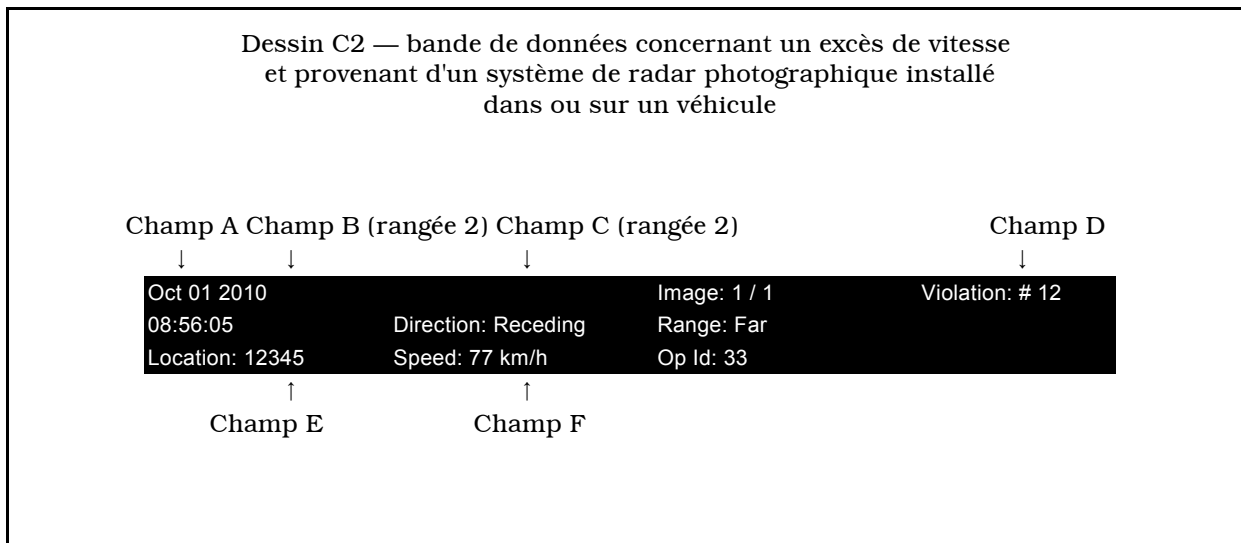 Dessin C2 — bande de données concernant un excès de vitesse
et provenant d'un système de radar photographique installé
dans ou sur un véhicule
Champ A Champ B (rangée 2) Champ C (rangée 2) Champ D
↓ ↓ ↓ ↓
Oct 01 2010 Image: 1 / 1 Violation: # 12
08:56:05 Direction: Receding Range: Far
Location: 12345 Speed: 77 km/h Op Id: 33
↑ ↑
Champ E Champ F